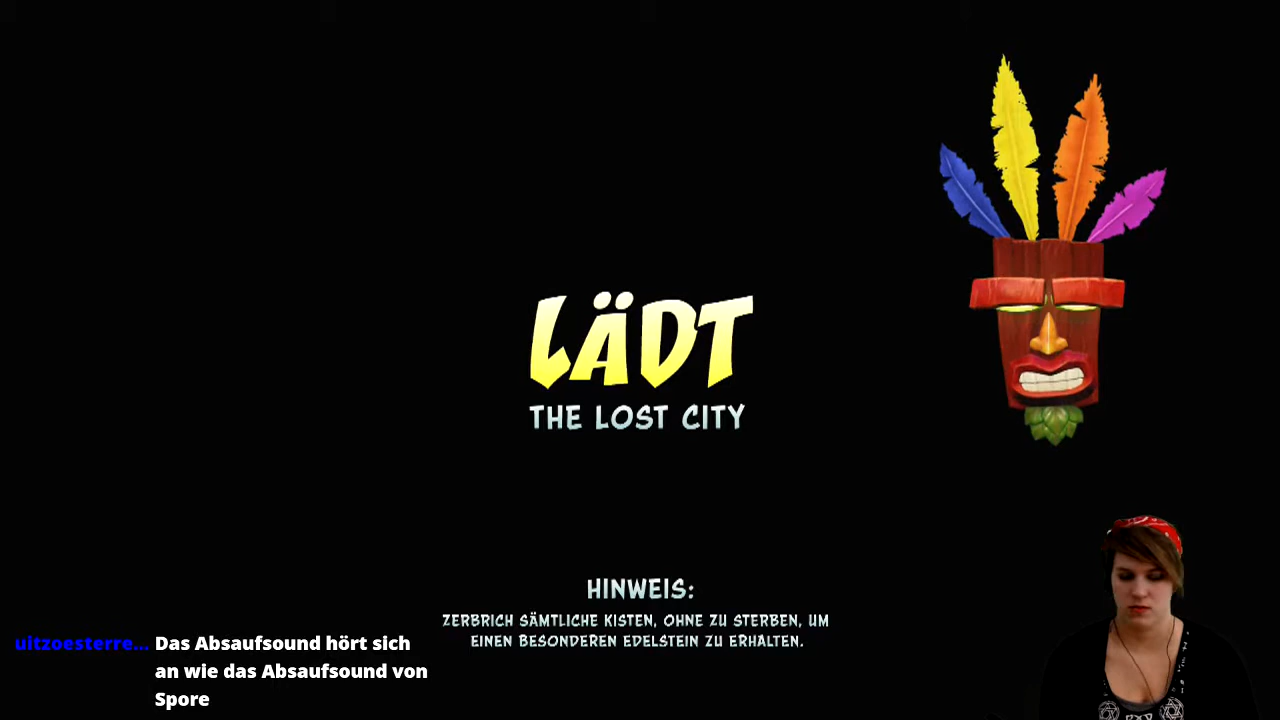 LÄDT
THE LOST CITY
HINWEIS:
ZERBRICH SÄMTLICHE KISTEN, OHNE ZU STERBEN, UM
EINEN BESONDEREN EDELSTEIN ZU ERHALTEN.
uitzoesterre... Das Absaufsound hört sich
an wie das Absaufsound von
Spore